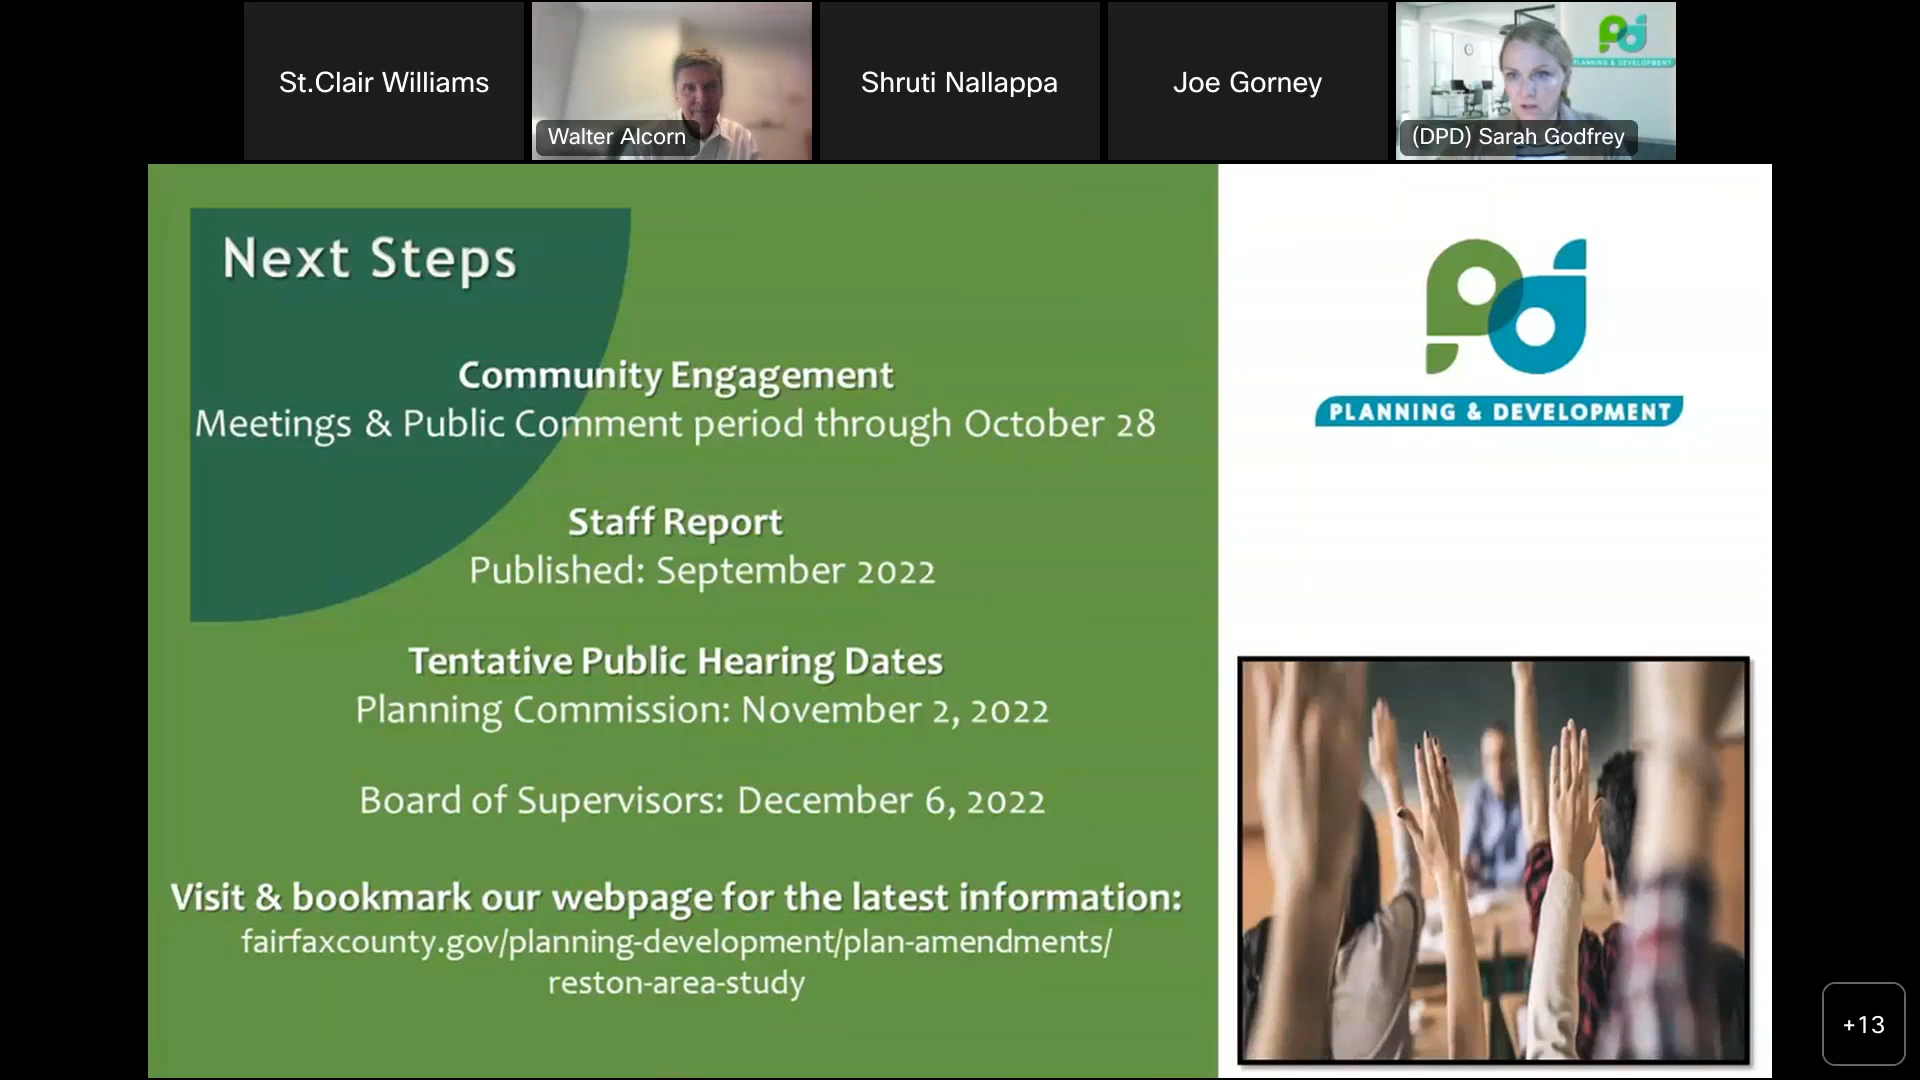 St.Clair Williams
Walter Alcorn
Shruti Nallappa
Joe Gorney
PLANNING & DEVELOPMENT
(DPD) Sarah Godfrey
Next Steps
Community Engagement
Meetings & Public Comment period through October 28
Staff Report
Published: September 2022
Tentative Public Hearing Dates
Planning Commission: November 2, 2022
Board of Supervisors: December 6, 2022
Visit & bookmark our webpage for the latest information:
fairfaxcounty.gov/planning-development/plan-amendments/
reston-area-study
pd
PLANNING & DEVELOPMENT
+13